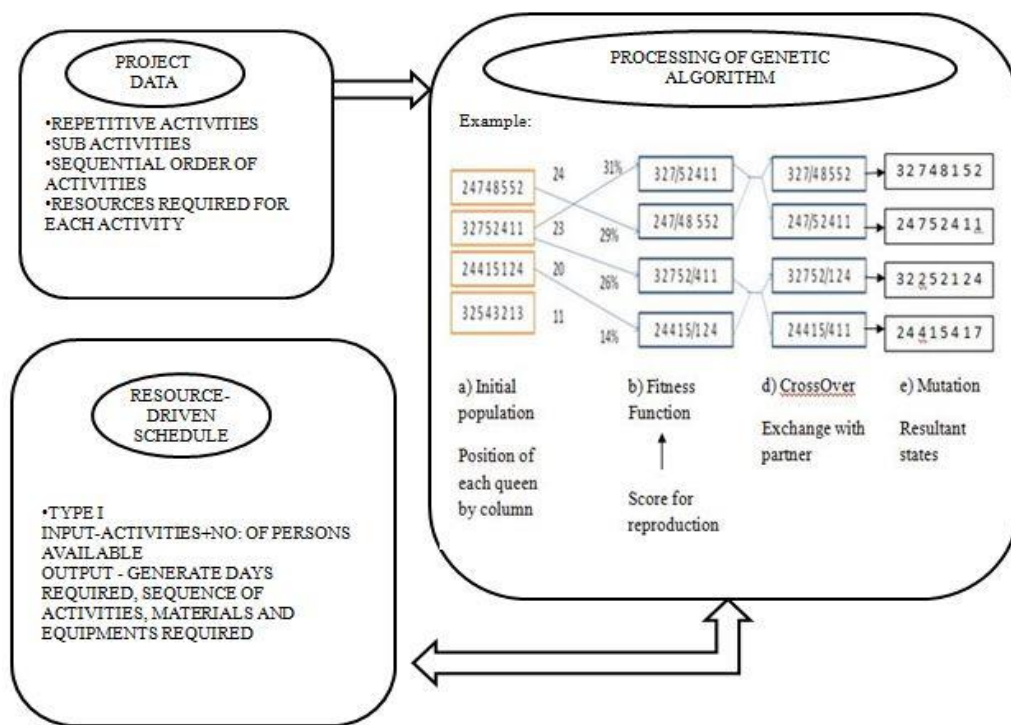 PROJECT
DATA
•REPETITIVE ACTIVITIES
•SUB ACTIVITIES
•SEQUENTIAL ORDER OF
ACTIVITIES
•RESOURCES REQUIRED FOR
EACH ACTIVITY
PROCESSING OF GENETIC
ALGORITHM
Example:
24748552
32752411
24415124
32543213
24
23
20
11
31%
29%
26%
14%
327/52411
247/48 552
32752/411
24415/124
327/48552
247/52411
32752/124
24415/411
32748152
24752411
32252124
24415417
a) Initial
population
Position of
each queen
by column
b) Fitness
Function
Score for
reproduction
d) CrossOver
Exchange with
partner
e) Mutation
Resultant
states
RESOURCE-
DRIVEN
SCHEDULE
•TYPE I
INPUT-ACTIVITIES+NO: OF PERSONS
AVAILABLE
OUTPUT - GENERATE DAYS
REQUIRED, SEQUENCE OF
ACTIVITIES, MATERIALS AND
EQUIPMENTS REQUIRED